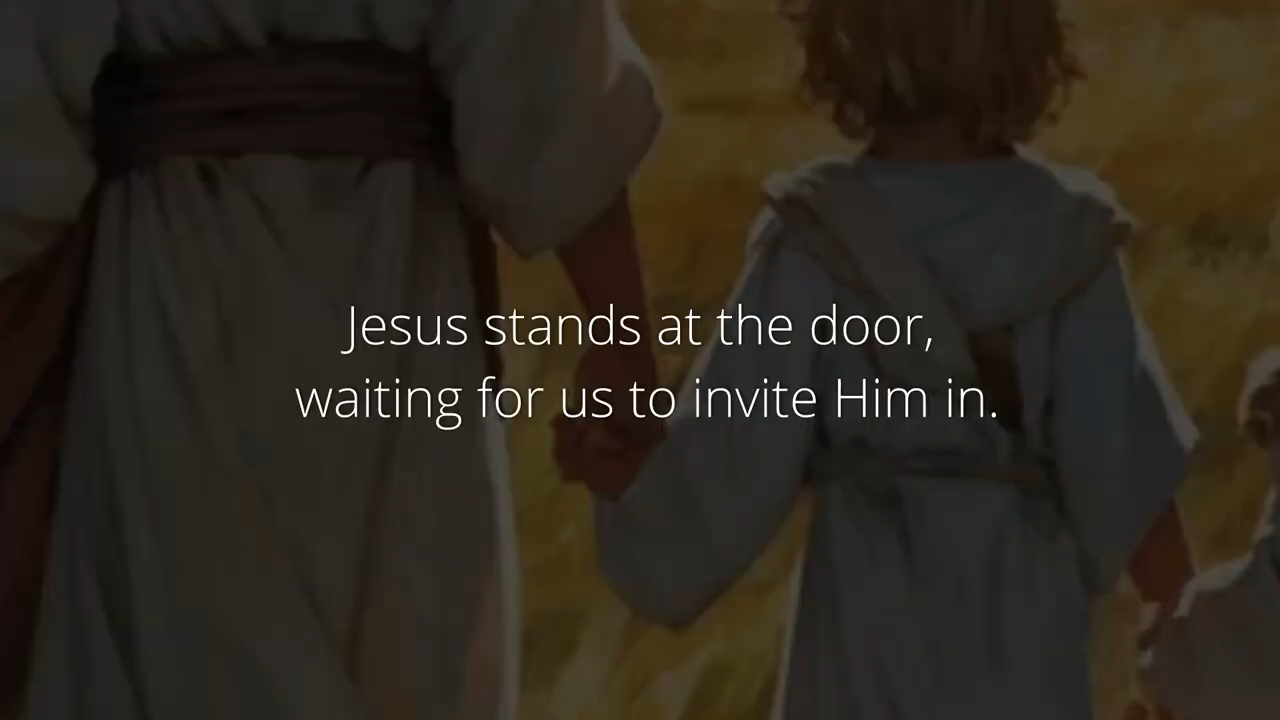 Jesus stands at the door,
waiting for us to invite Him in.